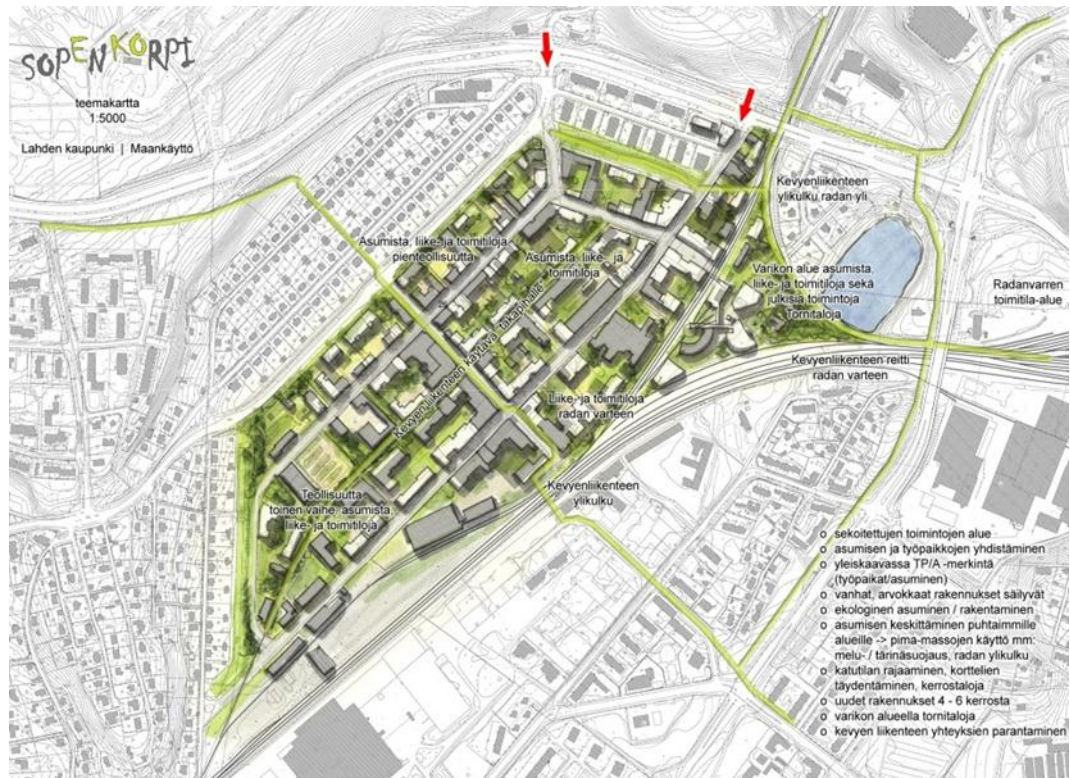 SOPENKORPI
teemakartta
1:5000
Lahden kaupunki | Maankäyttö
Kevyenliikenteen
ylikulku radan yli
Asumista, liike- ja toimitiloja
pienteollisuutta
Asumista, liike- ja
toimitiloja
Varikon alue asumista,
liike- ja toimitiloja sekä
julkisia toimintoja
Tornitaloja
Radanvarren
toimitila-alue
Kevyen liikenteen käytävä takapihalle
Kevyenliikenteen reitti
radan varteen
Liike- ja toimitiloja
radan varteen
Kevyenliikenteen
ylikulku
Teollisuutta
toinen vaihe- asumista,
liike- ja toimitiloja
o sekoitettujen toimintojen alue
o asumisen ja työpaikkojen yhdistäminen
o yleiskaavassa TP/A -merkintä
(työpaikat/asuminen)
o vanhat, arvokkaat rakennukset säilyvät
o ekologinen asuminen / rakentaminen
o asumisen keskittäminen puhtaimmille
alueille -> pima-massojen käyttö mm:
melu- / tärinäsuojaus, radan ylikulku
o katutilan rajaaminen, korttelien
täydentäminen, kerrostaloja
o uudet rakennukset 4 - 6 kerrosta
o varikon alueella tornitaloja
o kevyen liikenteen yhteyksien parantaminen